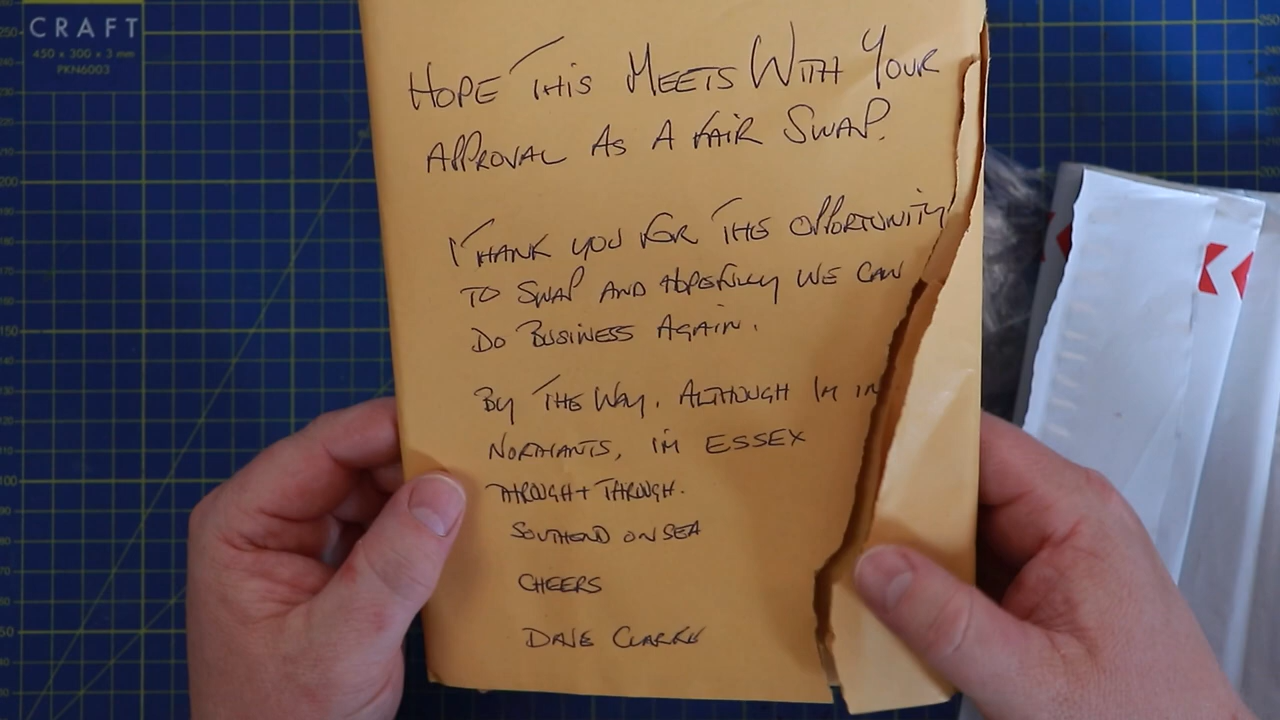 CRAFT
450 x 300 x 3 mm
PKN6003
HOPE THIS MEETS WITH YOUR
APPROVAL AS A FAIR SWAP.
THANK YOU FOR THE OPPORTUNITY
TO SWAP AND HOPEFULLY WE CAN
DO BUSINESS AGAIN.
BY THE WAY, ALTHOUGH IM IN
NORTHANTS, IM ESSEX
THROUGH + THROUGH.
SOUTHEND ON SEA
CHEERS
DAVE CLARKE